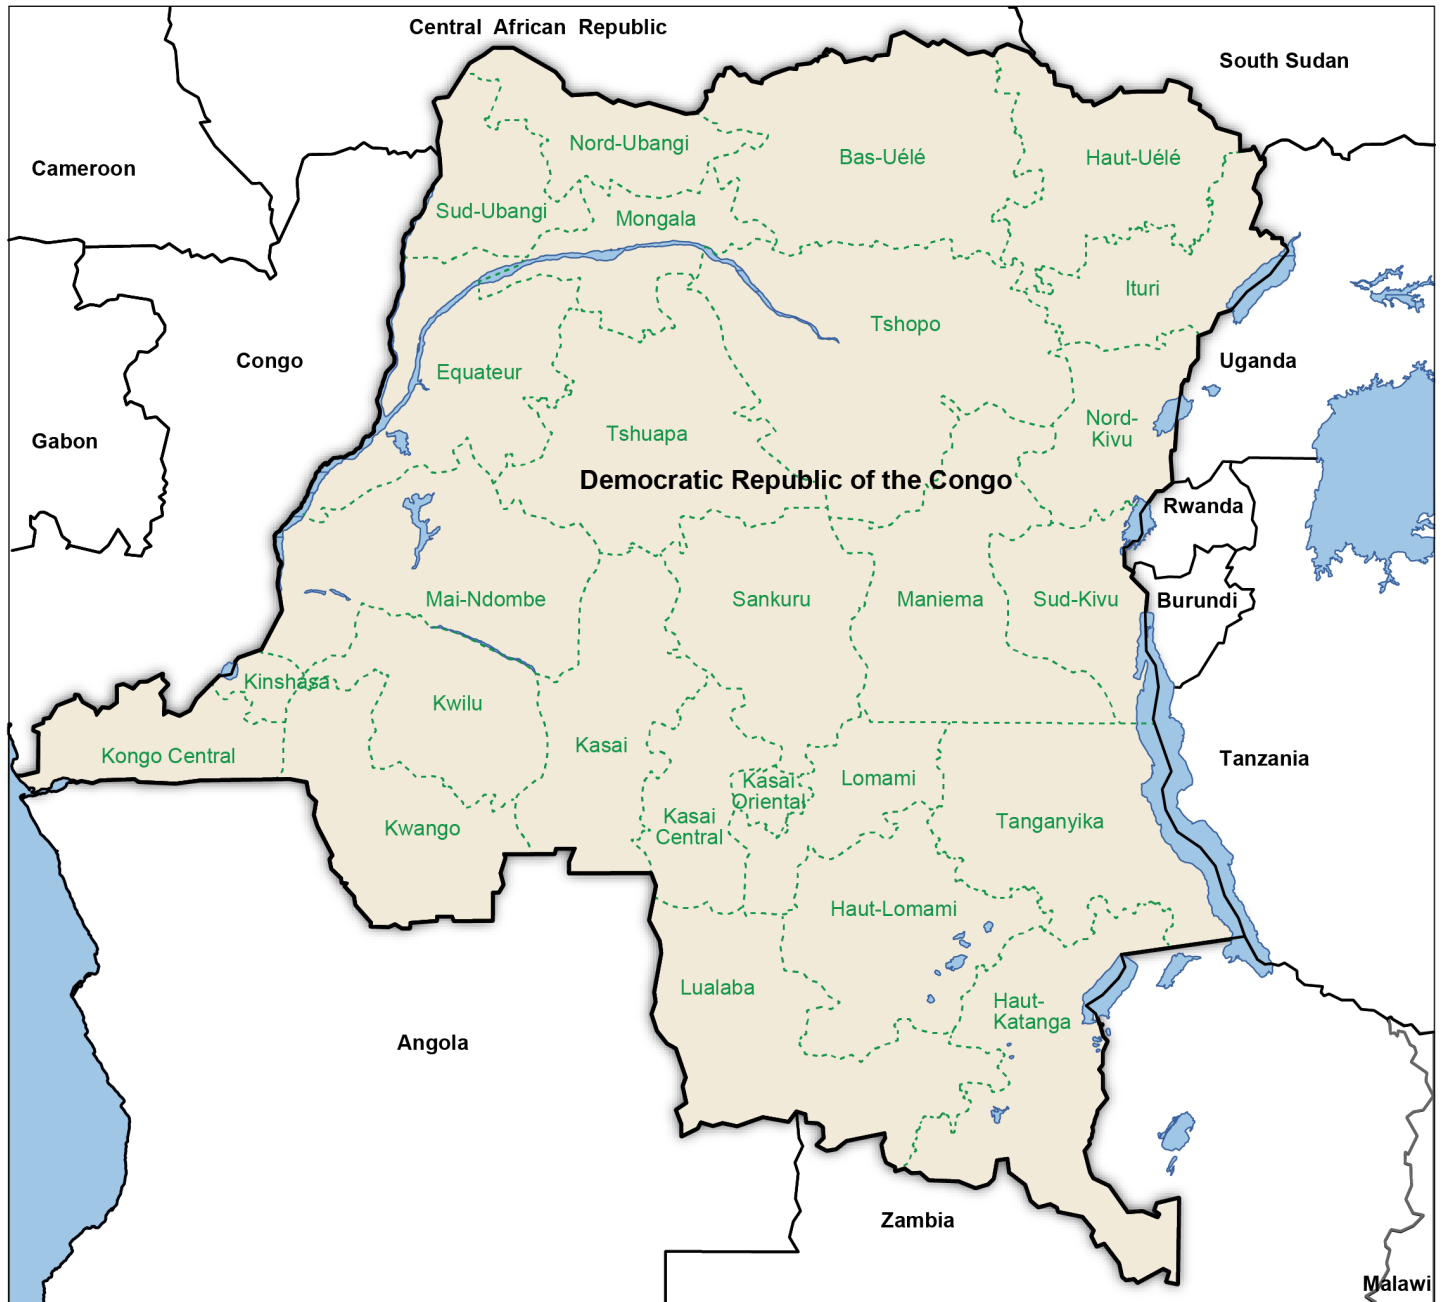 Central African Republic
South Sudan
Cameroon
Nord-Ubangi
Bas-Uélé
Haut-Uélé
Sud-Ubangi
Mongala
Ituri
Tshopo
Congo
Uganda
Equateur
Gabon
Tshuapa
Nord-
Kivu
Democratic Republic of the Congo
Rwanda
Mai-Ndombe
Sankuru
Maniema
Sud-Kivu
Burundi
Kinshasa
Kwilu
Kongo Central
Kasai
Kasai
Oriental
Lomami
Tanzania
Kwango
Kasai
Central
Tanganyika
Haut-Lomami
Lualaba
Haut-
Katanga
Angola
Zambia
Malawi